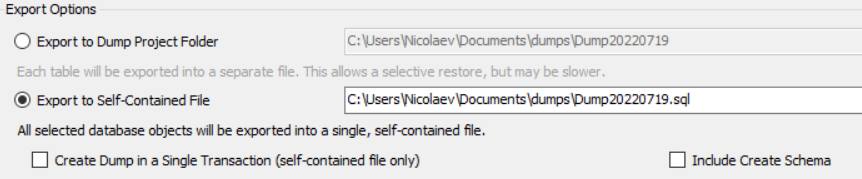 Export Options
Export to Dump Project Folder
C:\Users\Nicolaev\Documents\dumps\Dump20220719
Each table will be exported into a separate file. This allows a selective restore, but may be slower.
Export to Self-Contained File
C:\Users\Nicolaev\Documents\dumps\Dump20220719.sql
All selected database objects will be exported into a single, self-contained file.
Create Dump in a Single Transaction (self-contained file only)
Include Create Schema